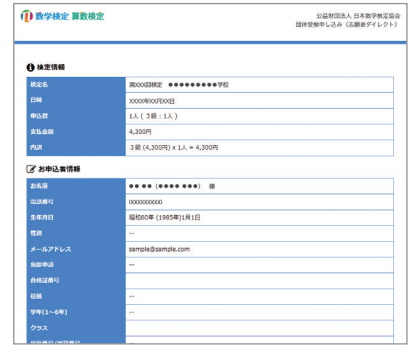 数学検定 算数検定
公益財団法人 日本数学検定協会
団体受検申し込み（志願者ダイレクト）
検定情報
検定名 第XXX回検定 ●●●●●●●●●学校
日時 XXXX年XX月XX日
申込数 1人 ( 3級：1人 )
支払金額 4,300円
内訳 3級 (4,300円) x 1人 = 4,300円
お申込者情報
お名前 ●● ●● (●●●● ●●●) 様
電話番号 0000000000
生年月日 昭和60年 (1985年)1月1日
性別 --
メールアドレス sample@sample.com
免除申請 --
合格証番号
役職 --
学年(1～6年) --
クラス